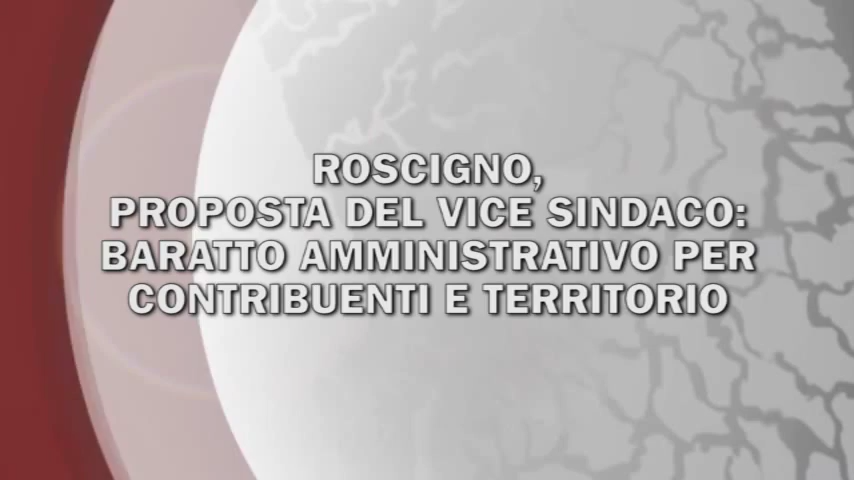 ROSCIGNO,
PROPOSTA DEL VICE SINDACO:
BARATTO AMMINISTRATIVO PER
CONTRIBUENTI E TERRITORIO